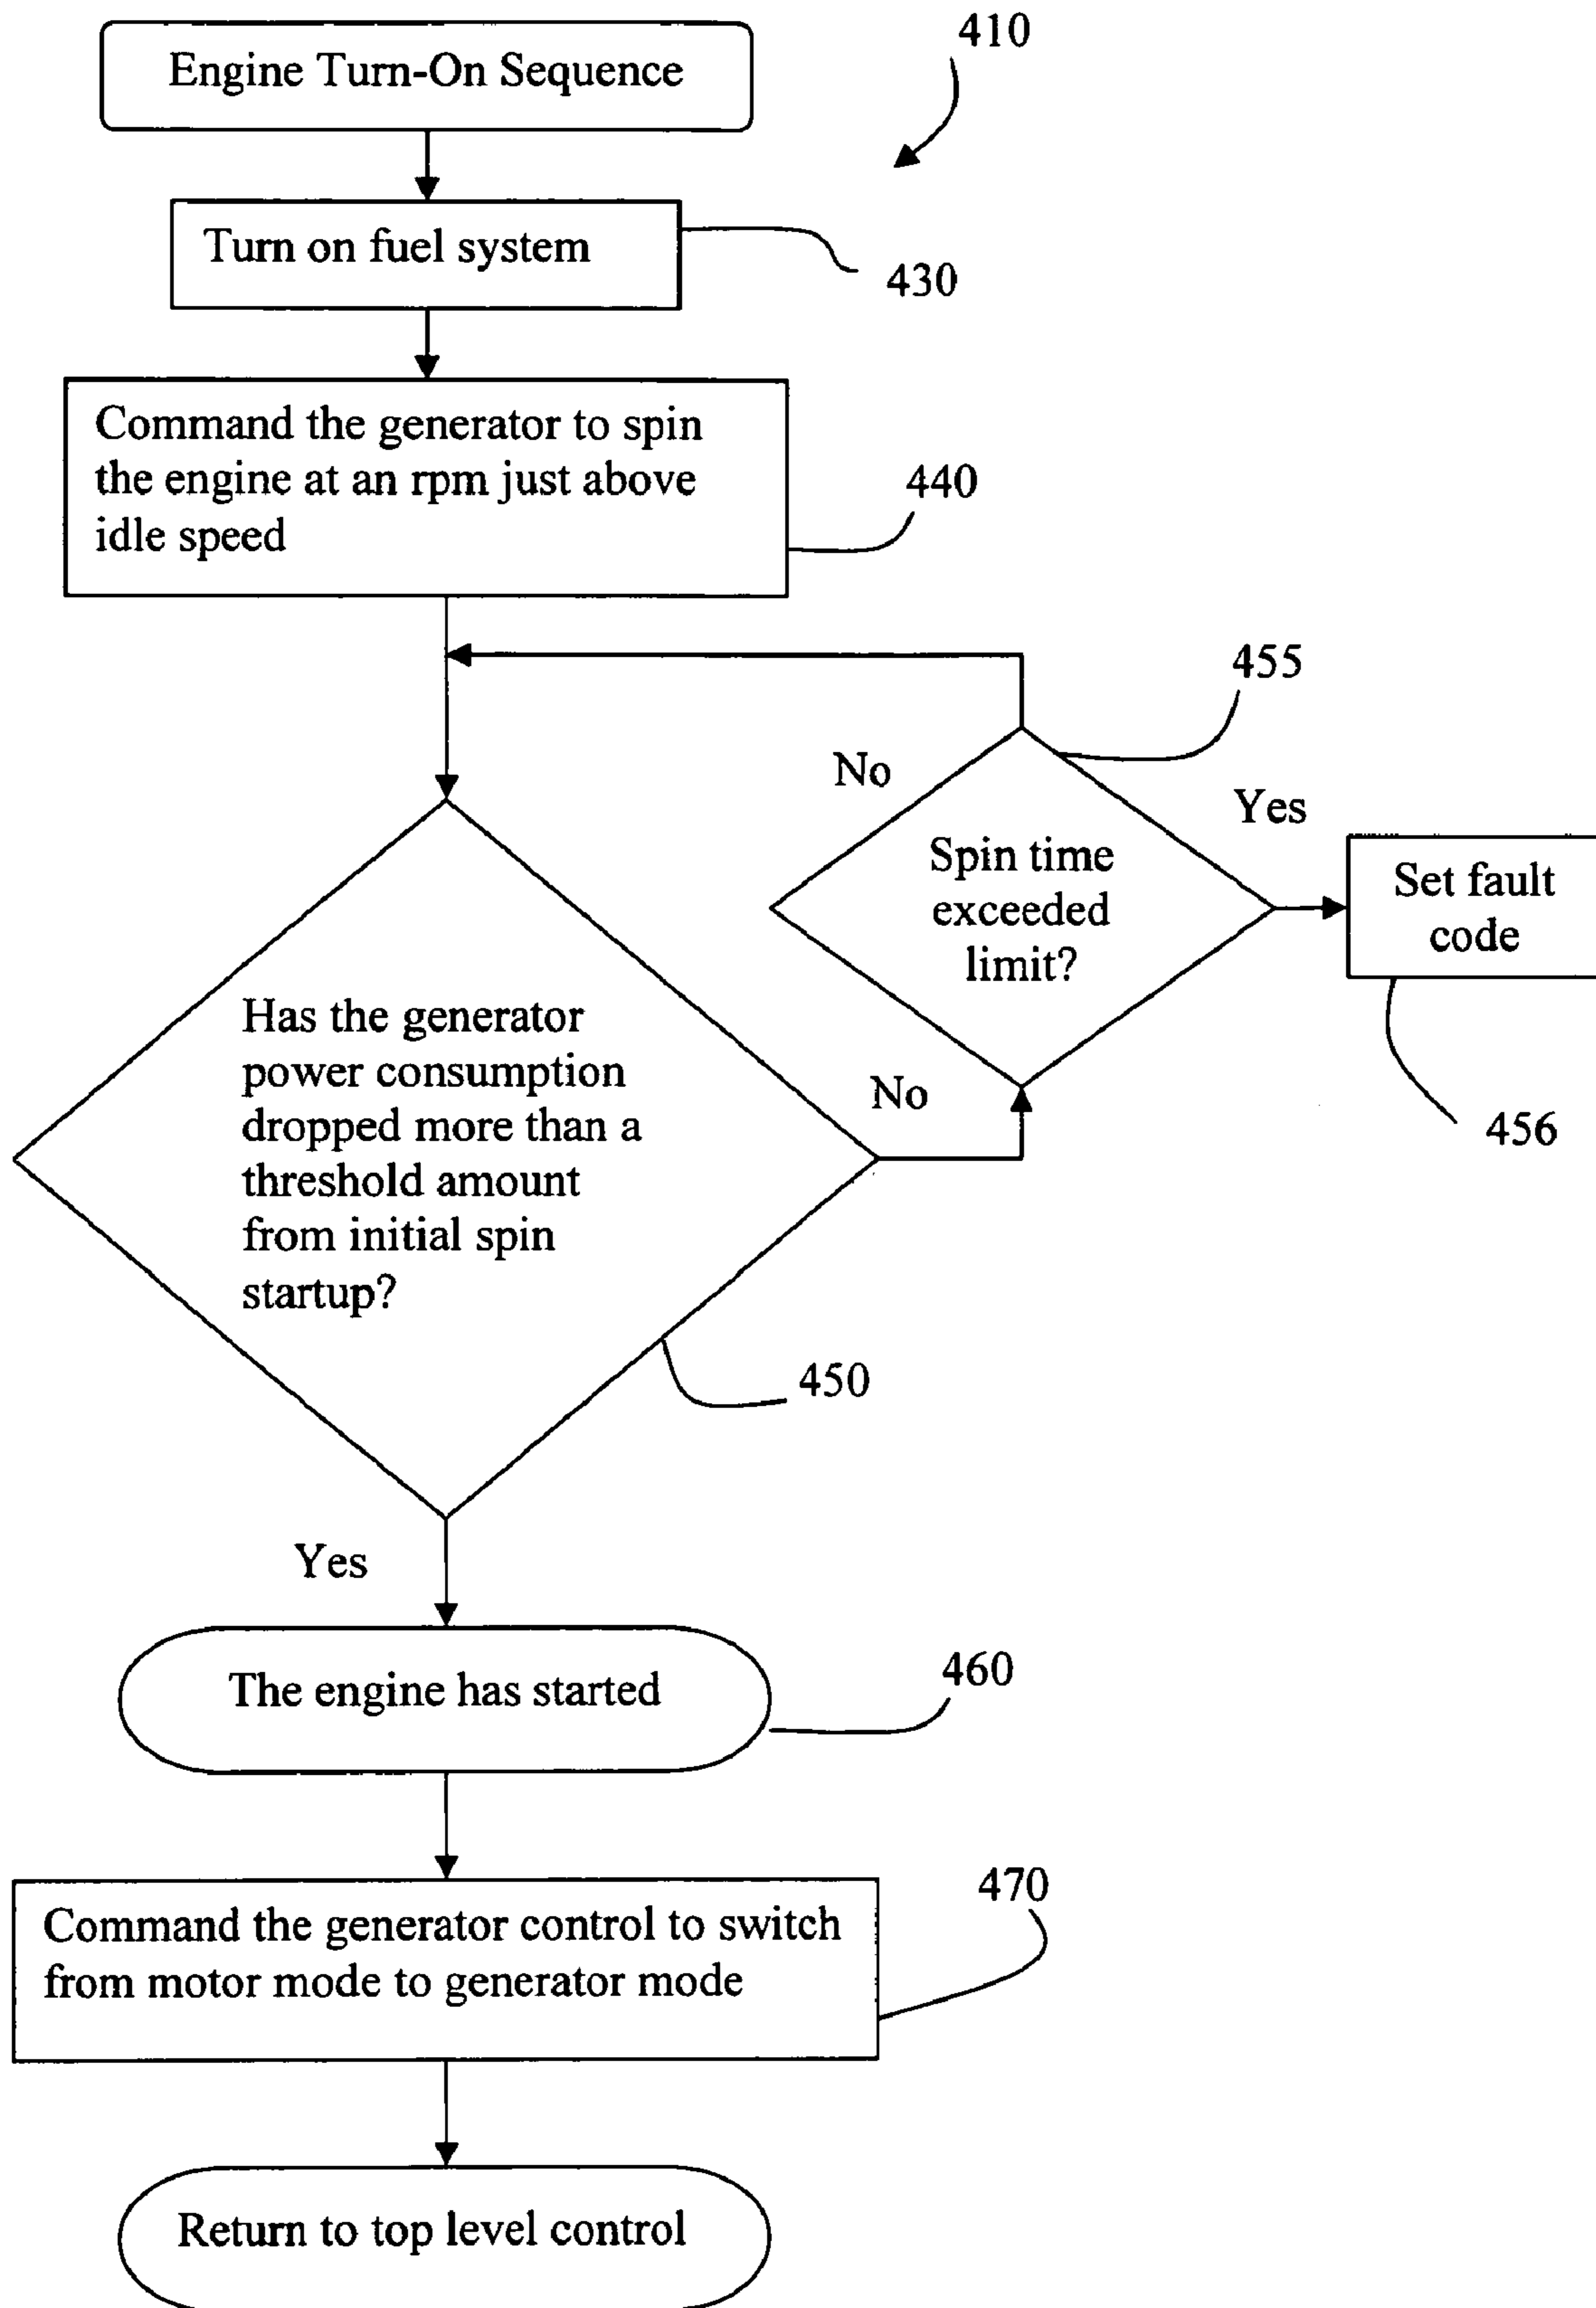 410
Engine Turn-On Sequence
Turn on fuel system
430
Command the generator to spin
the engine at an rpm just above
idle speed
440
455
No
Yes
Spin time
exceeded
limit?
Set fault
code
456
Has the generator
power consumption
dropped more than a
threshold amount
from initial spin
startup?
No
450
Yes
The engine has started
460
Command the generator control to switch
from motor mode to generator mode
470
Return to top level control